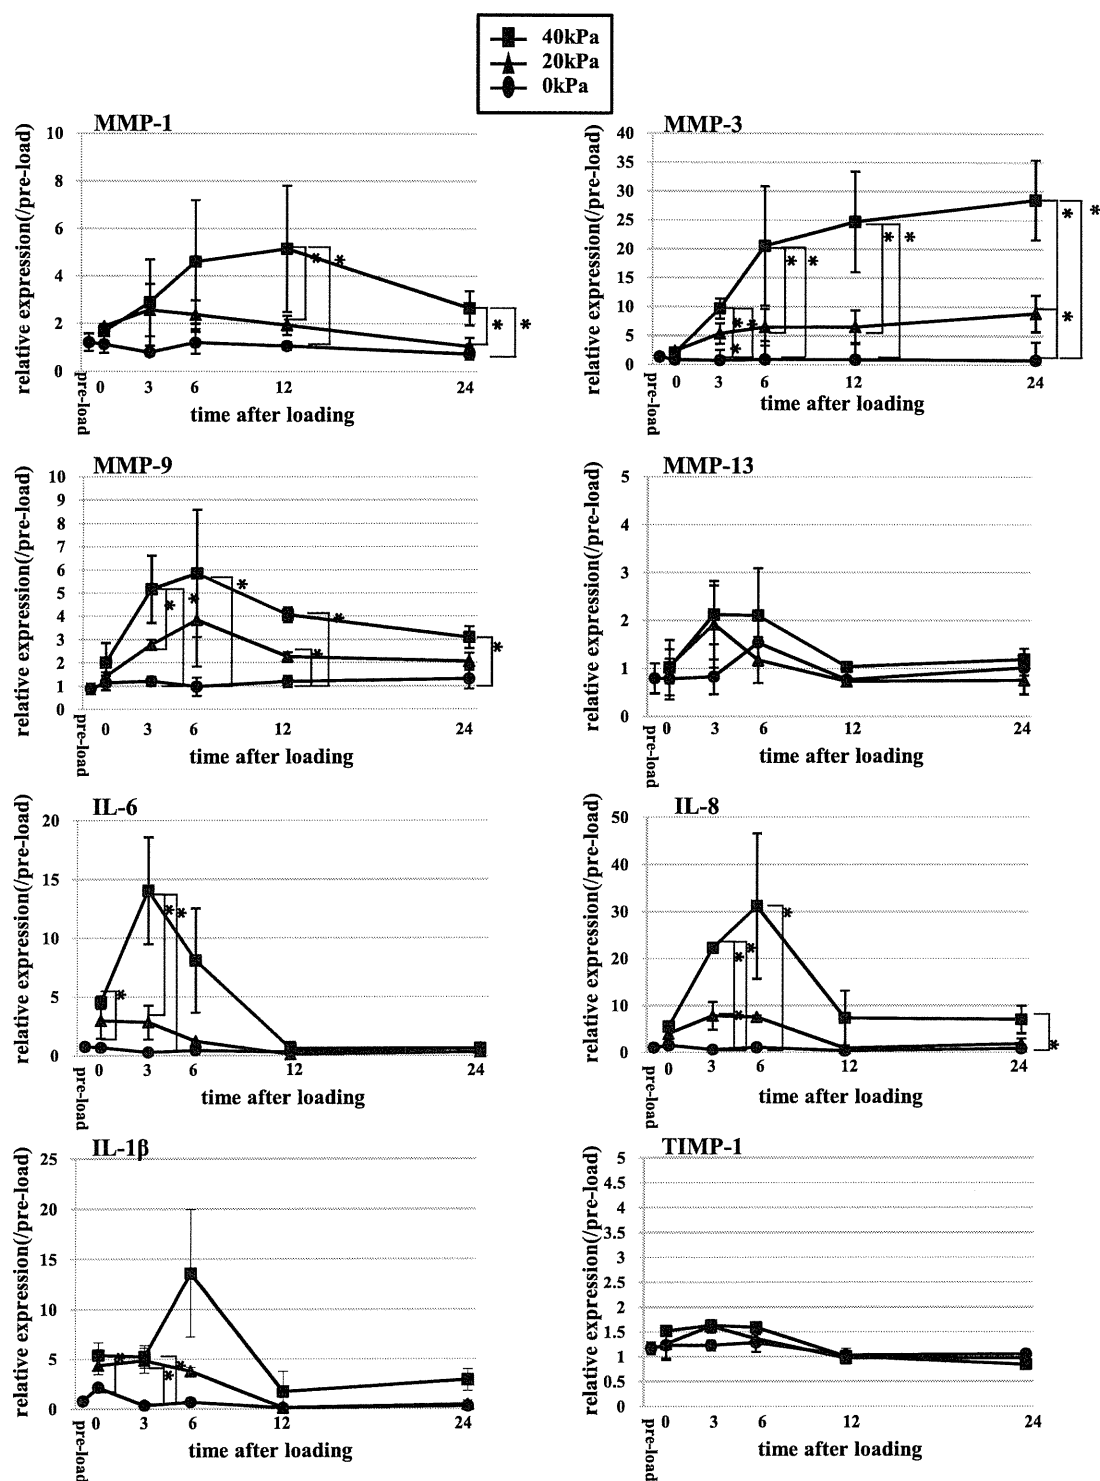 40kPa
20kPa
0kPa
MMP-1
relative expression(/pre-load)
10
8
6
4
2
0
pre-load 0 3 6 12 24
time after loading
* *
* *
MMP-3
relative expression(/pre-load)
40
35
30
25
20
15
10
5
0
pre-load 0 3 6 12 24
time after loading
* *
*
* *
* *
* *
*
MMP-9
relative expression(/pre-load)
10
9
8
7
6
5
4
3
2
1
0
pre-load 0 3 6 12 24
time after loading
* *
*
*
*
*
MMP-13
relative expression(/pre-load)
5
4
3
2
1
0
pre-load 0 3 6 12 24
time after loading
IL-6
relative expression(/pre-load)
20
15
10
5
0
pre-load 0 3 6 12 24
time after loading
*
* *
IL-8
relative expression(/pre-load)
50
40
30
20
10
0
pre-load 0 3 6 12 24
time after loading
* *
*
*
*
IL-1β
relative expression(/pre-load)
25
20
15
10
5
0
pre-load 0 3 6 12 24
time after loading
*
* *
TIMP-1
relative expression(/pre-load)
5
4.5
4
3.5
3
2.5
2
1.5
1
0.5
0
pre-load 0 3 6 12 24
time after loading